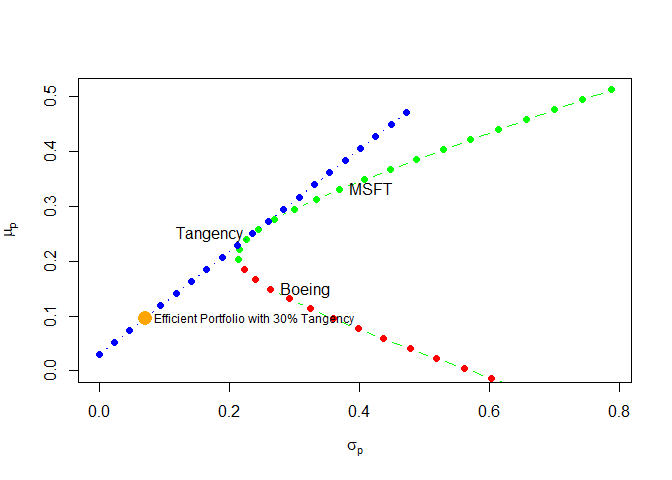 0.5
0.4
0.3
0.2
0.1
0.0
μp
MSFT
Tangency
Boeing
Efficient Portfolio with 30% Tangency
0.0 0.2 0.4 0.6 0.8
σp